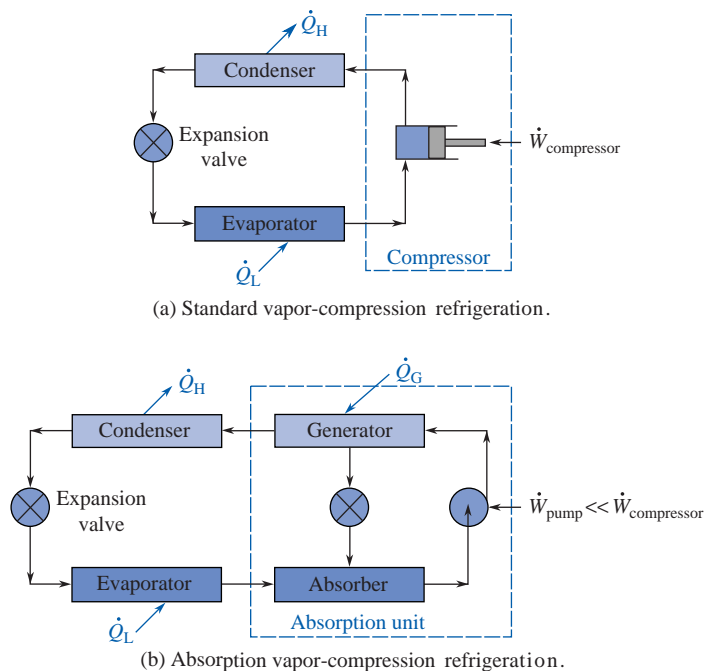 Q̇H
Condenser
Expansion
valve
Ẇcompressor
Evaporator
Compressor
Q̇L
(a) Standard vapor-compression refrigeration.
Q̇G
Q̇H
Condenser
Generator
Expansion
valve
Ẇpump << Ẇcompressor
Evaporator
Absorber
Absorption unit
Q̇L
(b) Absorption vapor-compression refrigeration.